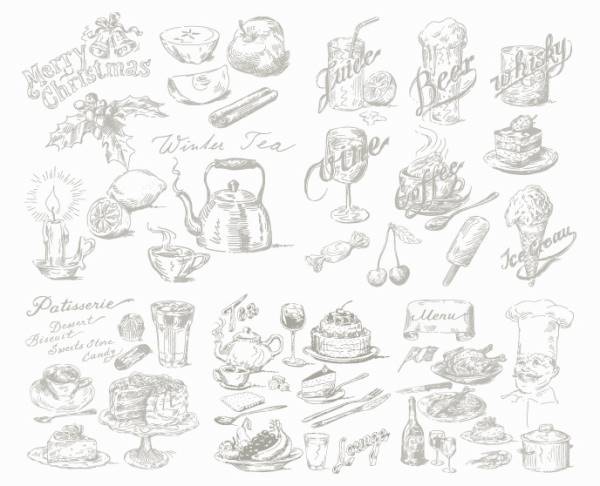 Merry
Christmas
Juice
Beer
whisky
Winter Tea
wine
Coffee
Ice cream
Patisserie
Dessert
Biscuit
Sweets Store
Candy
Tea
Menu
Lounge